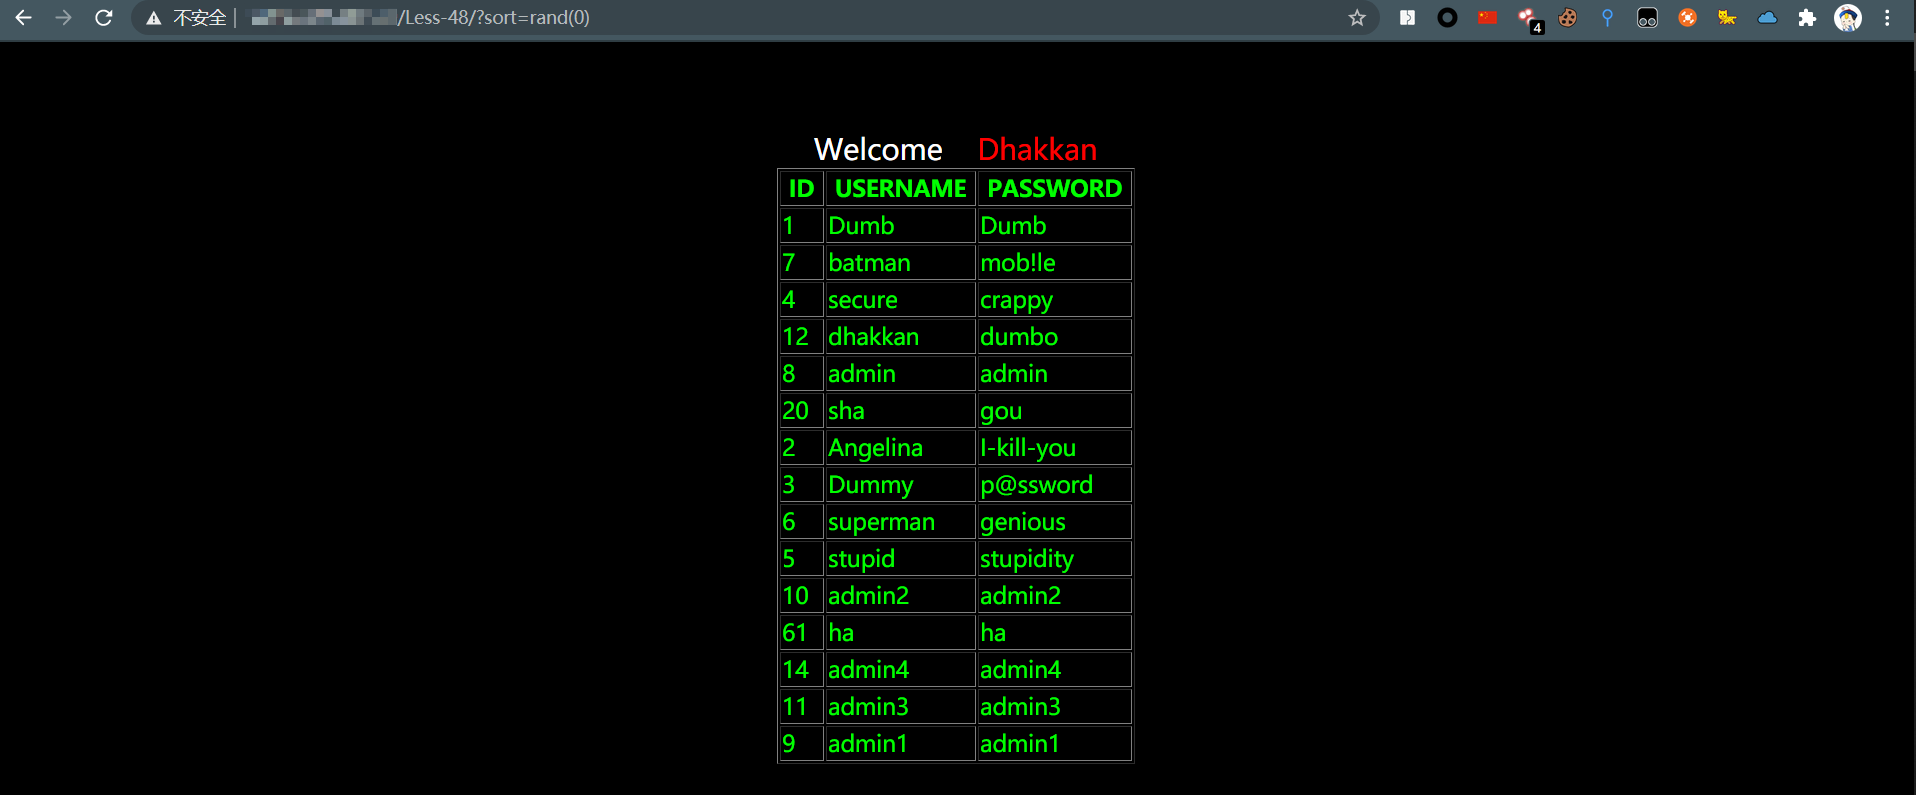 不安全 /Less-48/?sort=rand(0)
4
Welcome Dhakkan
ID USERNAME PASSWORD
1 Dumb Dumb
7 batman mob!le
4 secure crappy
12 dhakkan dumbo
8 admin admin
20 sha gou
2 Angelina I-kill-you
3 Dummy p@ssword
6 superman genious
5 stupid stupidity
10 admin2 admin2
61 ha ha
14 admin4 admin4
11 admin3 admin3
9 admin1 admin1